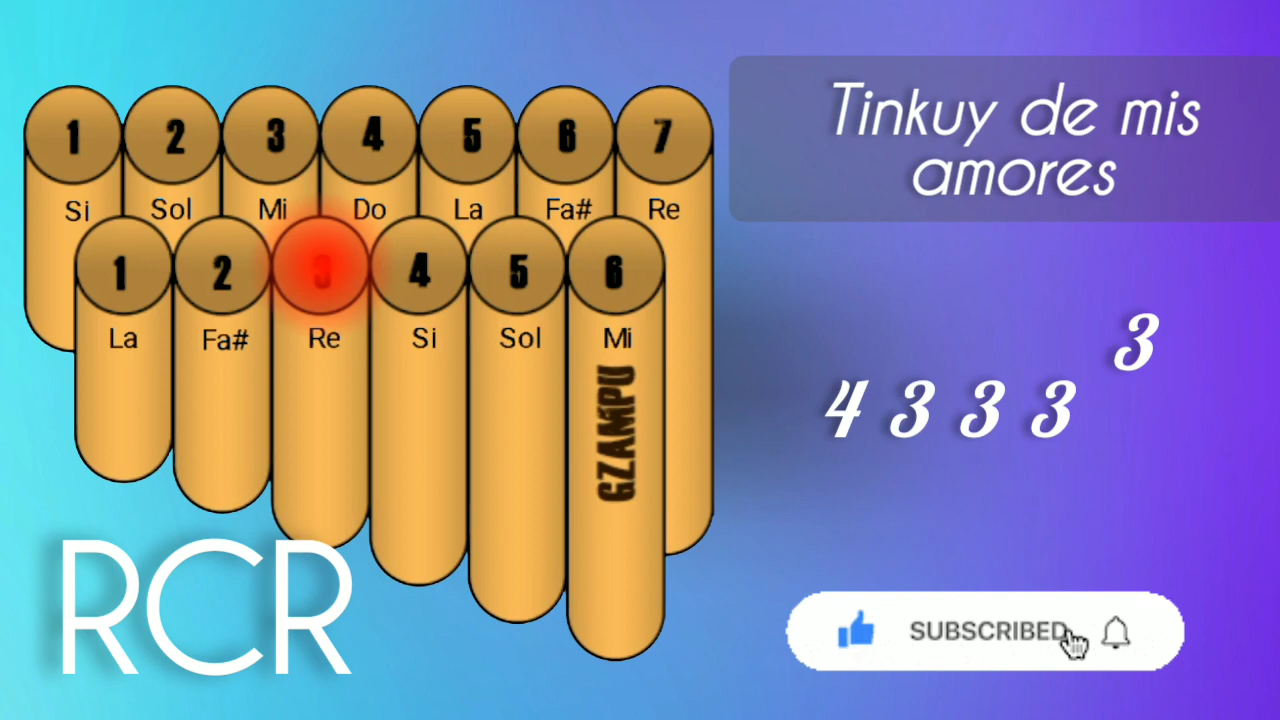 Tinkuy de mis
amores
1 2 3 4 5 6 7
Si Sol Mi Do La Fa# Re
1 2 3 4 5 6
La Fa# Re Si Sol Mi
GZAMPU
3
4 3 3 3
RCR
SUBSCRIBED